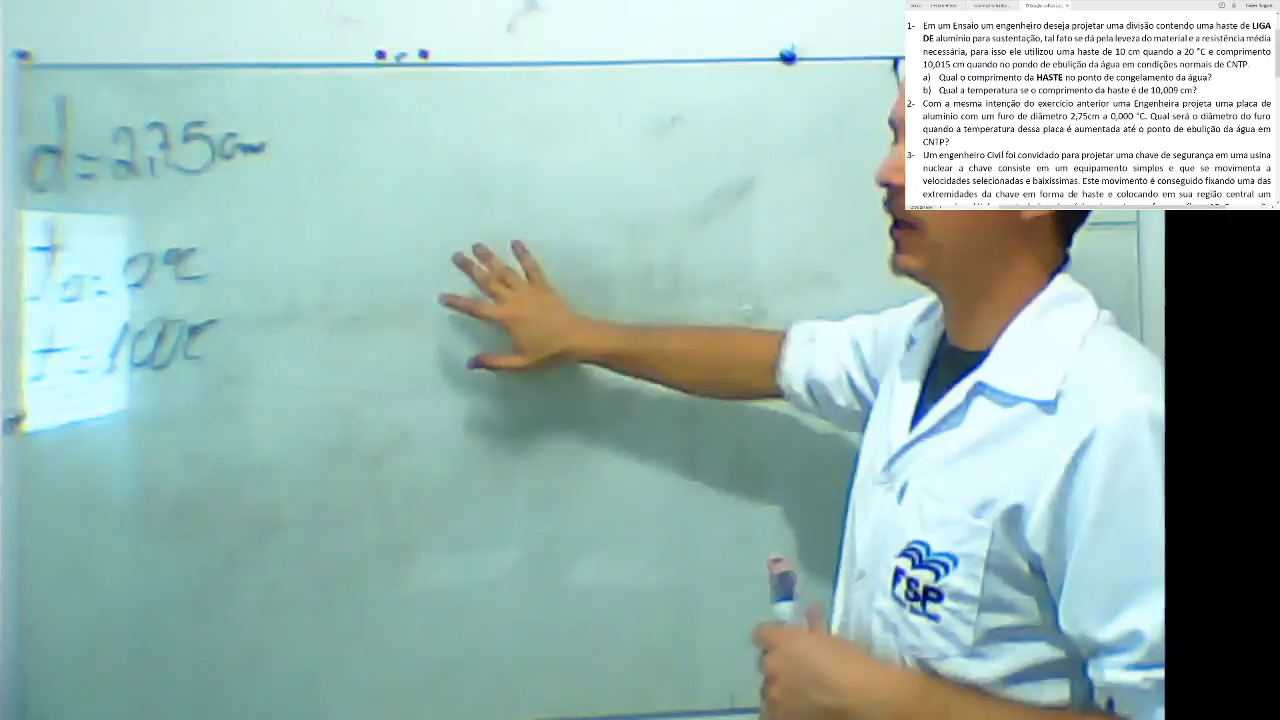 d = 2,75cm
t₀ = 0℃
t = 100℃
1- Em um Ensaio um engenheiro deseja projetar uma divisão contendo uma haste de LIGA
DE alumínio para sustentação, tal fato se dá pela leveza do material e a resistência média
necessária, para isso ele utilizou uma haste de 10 cm quando a 20 °C e comprimento
10,015 cm quando no pondo de ebulição da água em condições normais de CNTP.
a) Qual o comprimento da HASTE no ponto de congelamento da água?
b) Qual a temperatura se o comprimento da haste é de 10,009 cm?
2- Com a mesma intenção do exercício anterior uma Engenheira projeta uma placa de
alumínio com um furo de diâmetro 2,75cm a 0,000 °C. Qual será o diâmetro do furo
quando a temperatura dessa placa é aumentada até o ponto de ebulição da água em
CNTP?
3- Um engenheiro Civil foi convidado para projetar uma chave de segurança em uma usina
nuclear a chave consiste em um equipamento simples e que se movimenta a
velocidades selecionadas e baixíssimas. Este movimento é conseguido fixando uma das
extremidades da chave em forma de haste e colocando em sua região central um
FSP